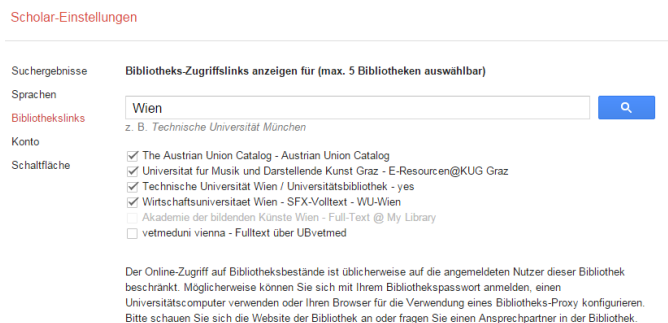 Scholar-Einstellungen
Suchergebnisse
Sprachen
Bibliothekslinks
Konto
Schaltfläche
Bibliotheks-Zugriffslinks anzeigen für (max. 5 Bibliotheken auswählbar)
Wien
z. B. Technische Universität München
The Austrian Union Catalog - Austrian Union Catalog
Universitat fur Musik und Darstellende Kunst Graz - E-Resourcen@KUG Graz
Technische Universität Wien / Universitätsbibliothek - yes
Wirtschaftsuniversitaet Wien - SFX-Volltext - WU-Wien
Akademie der bildenden Künste Wien - Full-Text @ My Library
vetmeduni vienna - Fulltext über UBvetmed
Der Online-Zugriff auf Bibliotheksbestände ist üblicherweise auf die angemeldeten Nutzer dieser Bibliothek
beschränkt. Möglicherweise können Sie sich mit Ihrem Bibliothekspasswort anmelden, einen
Universitätscomputer verwenden oder Ihren Browser für die Verwendung eines Bibliotheks-Proxy konfigurieren.
Bitte schauen Sie sich die Website der Bibliothek an oder fragen Sie einen Ansprechpartner in der Bibliothek.